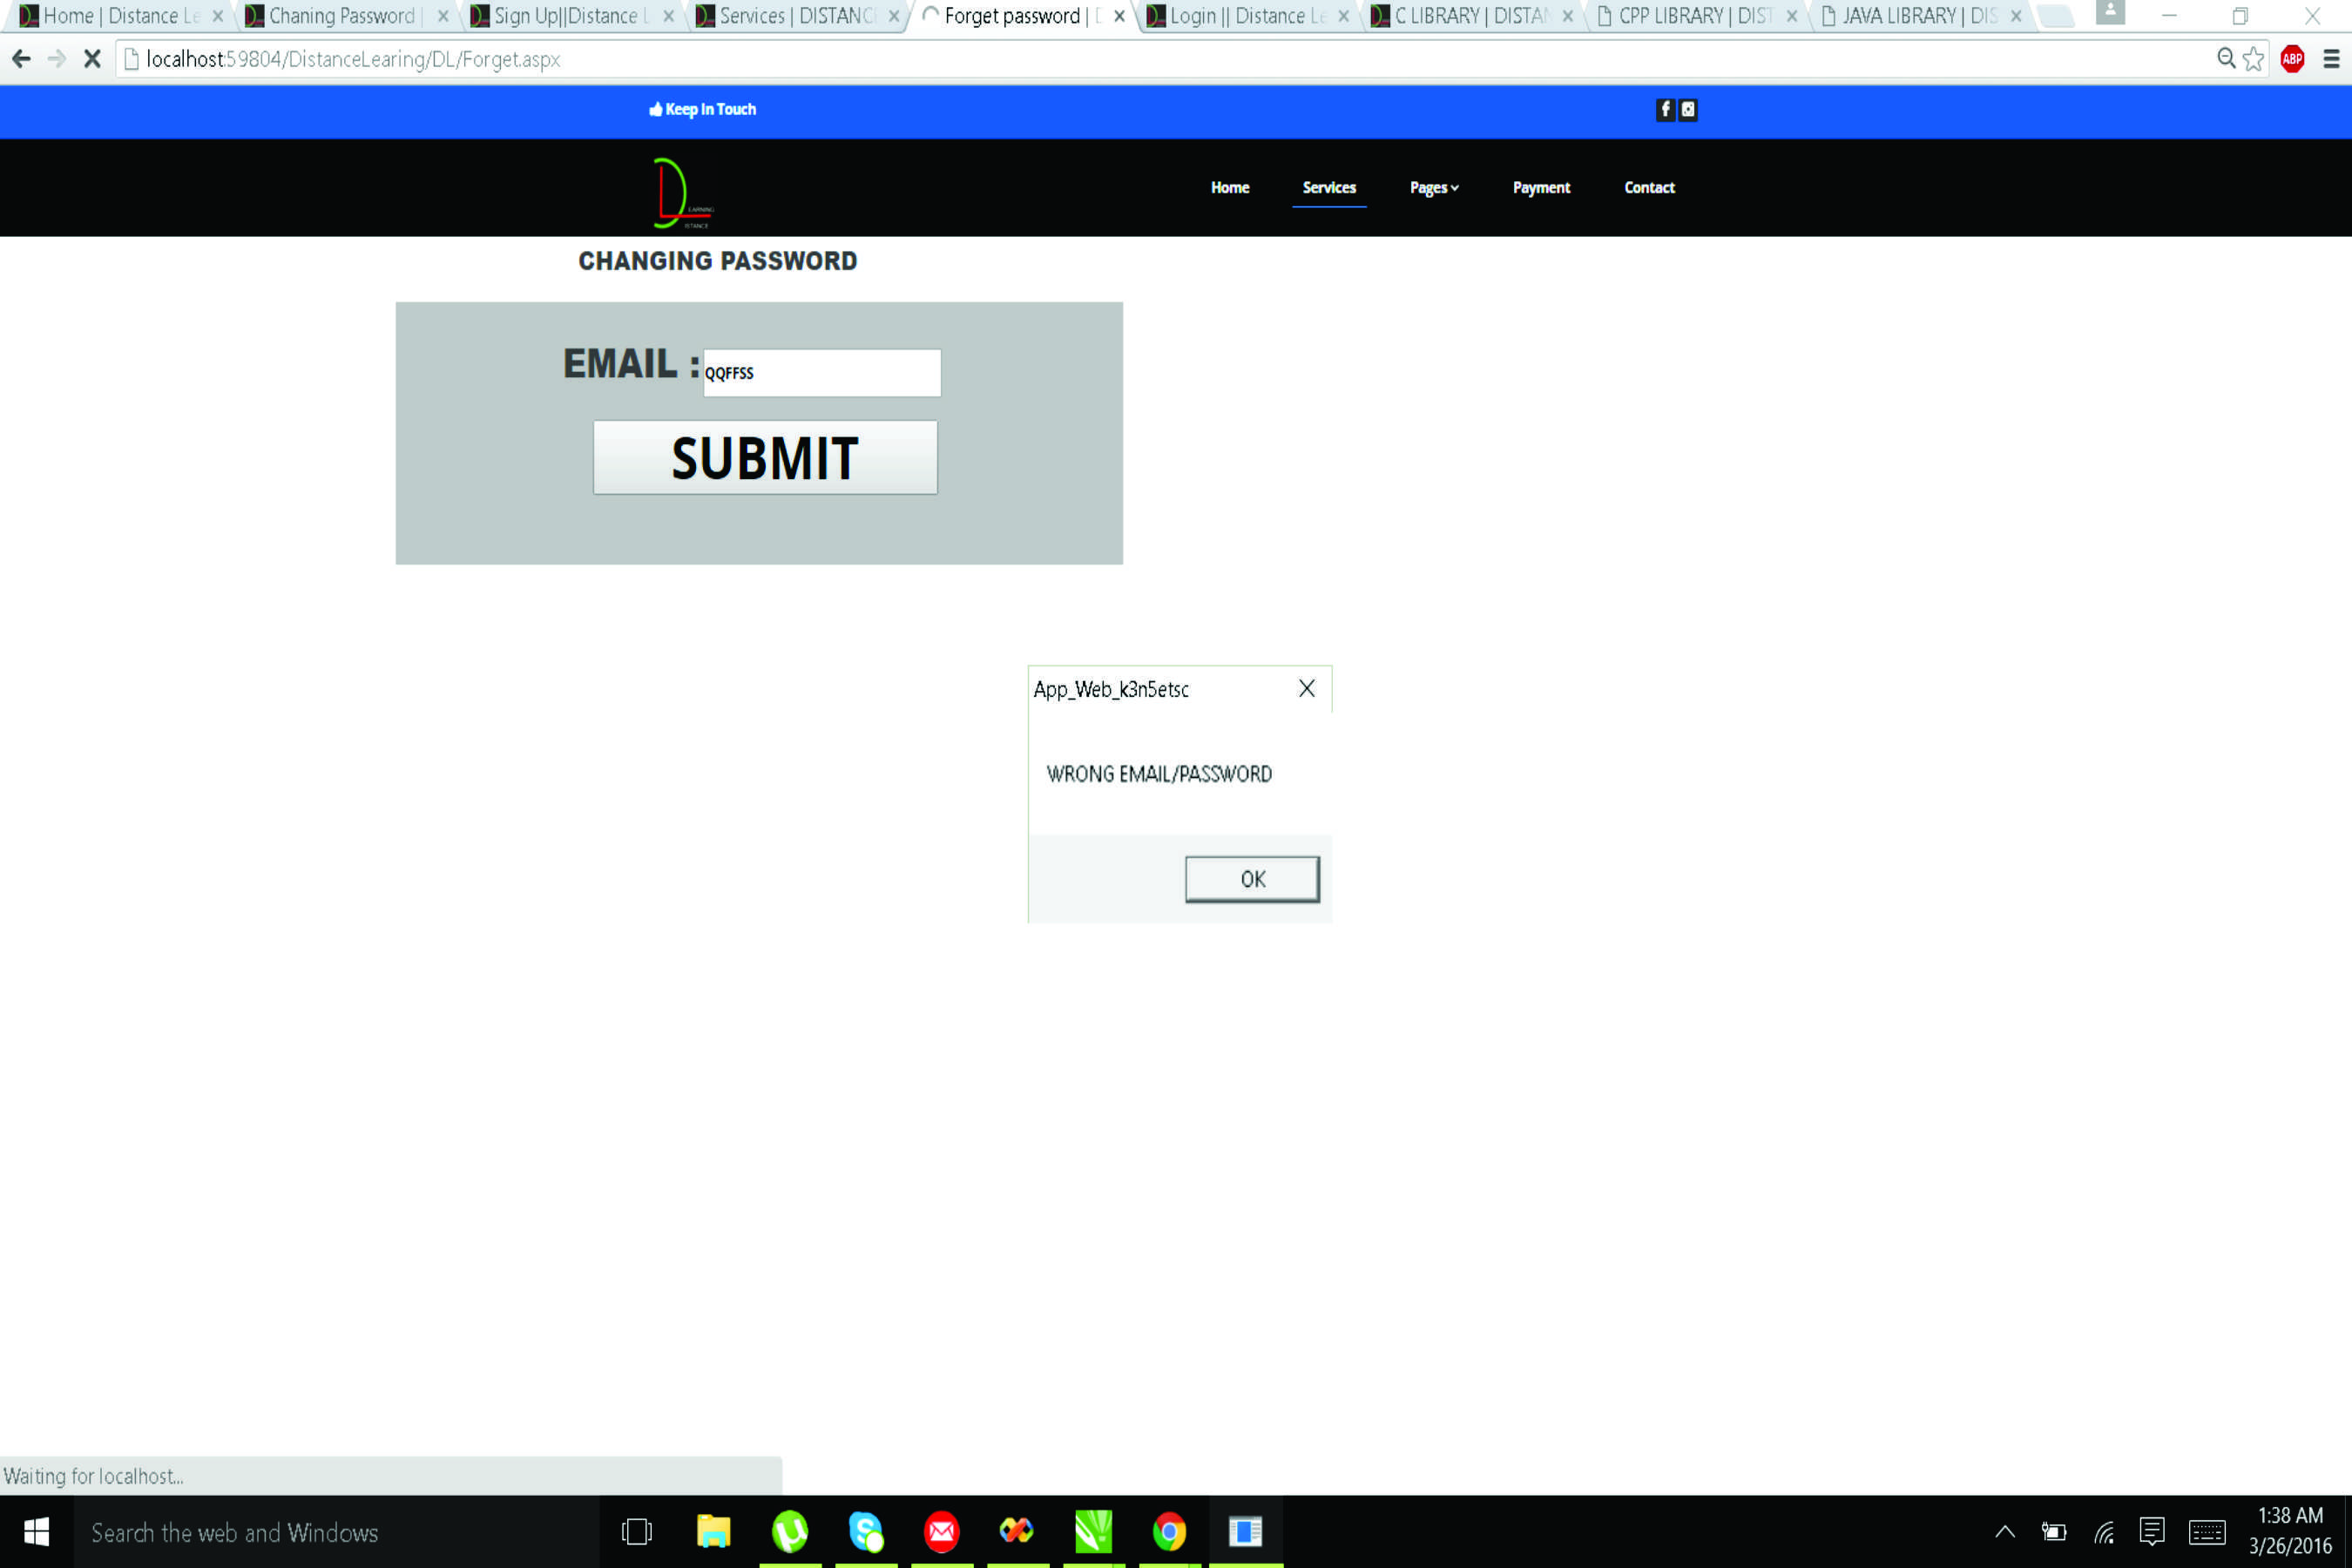 Home | Distance Le
Chaning Password |
Sign Up||Distance L
Services | DISTANC
Forget password |
Login || Distance Le
C LIBRARY | DISTAN
CPP LIBRARY | DIST
JAVA LIBRARY | DIS
localhost:59804/DistanceLearing/DL/Forget.aspx
ABP
Keep In Touch
Home
Services
Pages
Payment
Contact
EARNING
ISTANCE
CHANGING PASSWORD
EMAIL :
QQFFSS
SUBMIT
App_Web_k3n5etsc
WRONG EMAIL/PASSWORD
OK
Waiting for localhost...
Search the web and Windows
1:38 AM
3/26/2016